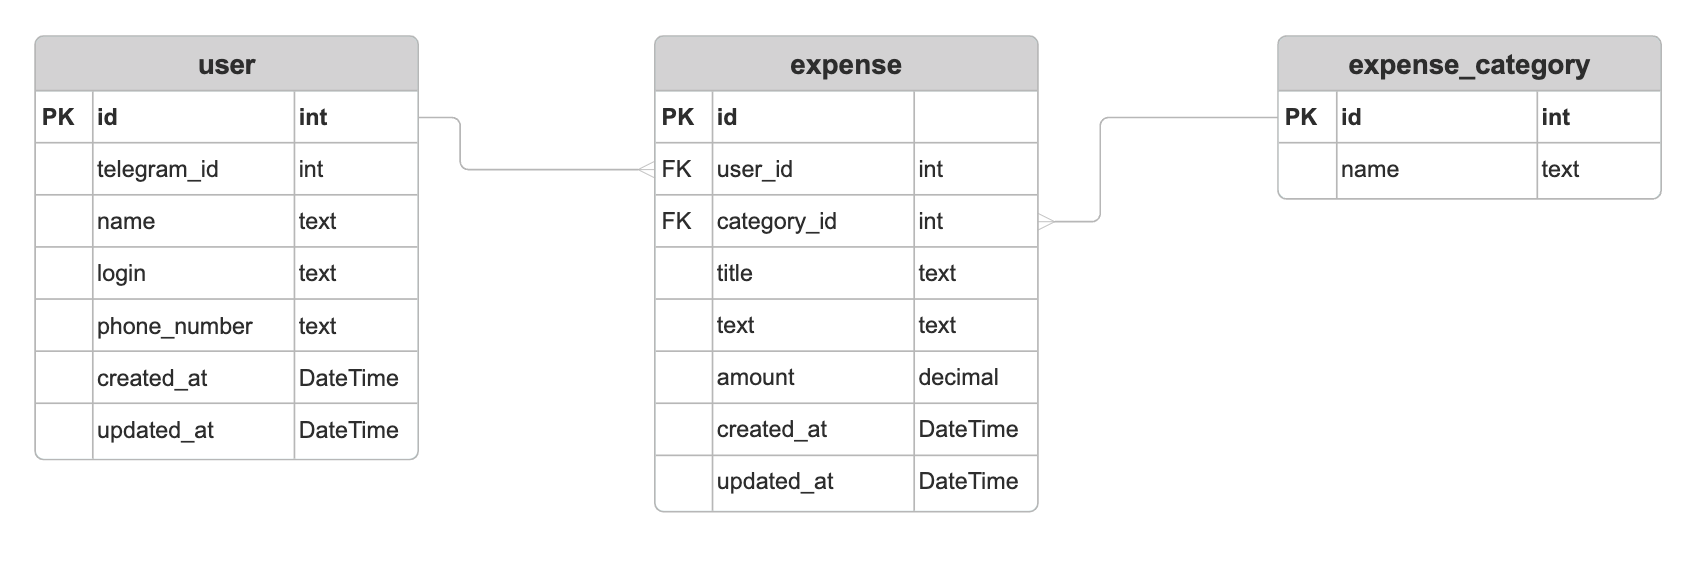 user
PK id int
telegram_id int
name text
login text
phone_number text
created_at DateTime
updated_at DateTime
expense
PK id
FK user_id int
FK category_id int
title text
text text
amount decimal
created_at DateTime
updated_at DateTime
expense_category
PK id int
name text